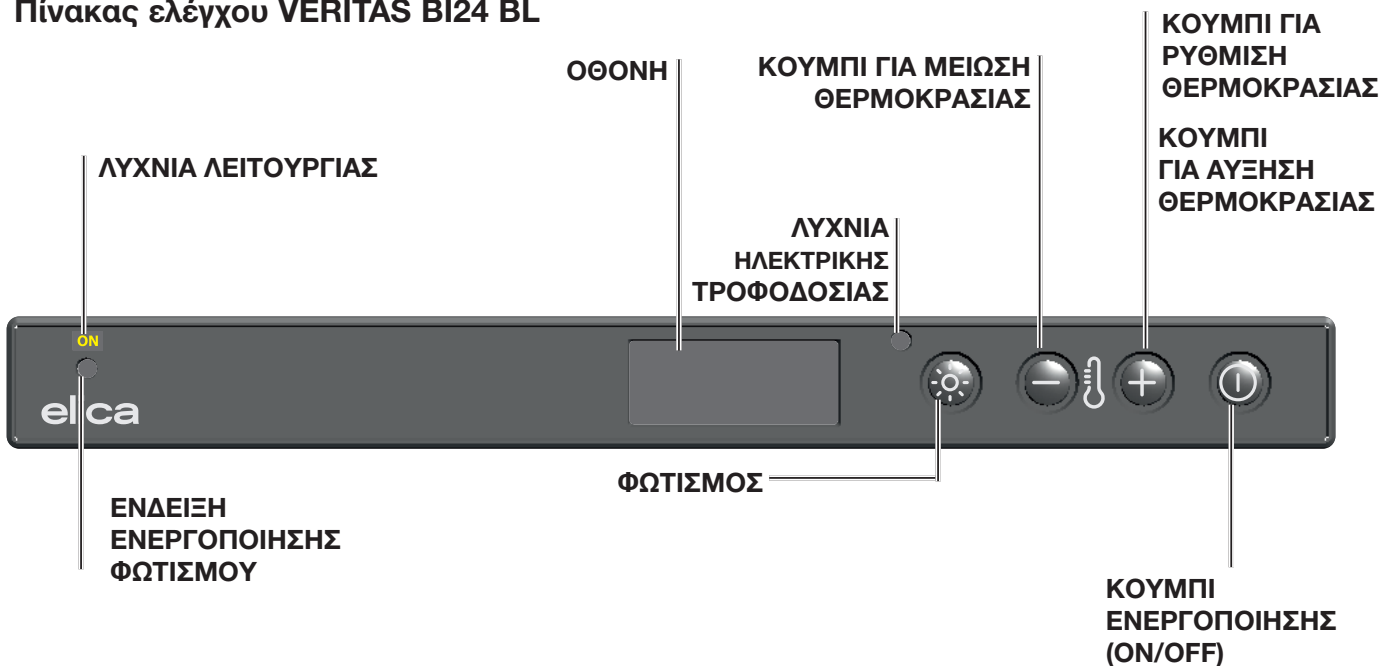 Πίνακας ελέγχου VERITAS BI24 BL
ΚΟΥΜΠΙ ΓΙΑ
ΡΥΘΜΙΣΗ
ΘΕΡΜΟΚΡΑΣΙΑΣ
ΟΘΟΝΗ
ΚΟΥΜΠΙ ΓΙΑ ΜΕΙΩΣΗ
ΘΕΡΜΟΚΡΑΣΙΑΣ
ΚΟΥΜΠΙ
ΓΙΑ ΑΥΞΗΣΗ
ΘΕΡΜΟΚΡΑΣΙΑΣ
ΛΥΧΝΙΑ ΛΕΙΤΟΥΡΓΙΑΣ
ΛΥΧΝΙΑ
ΗΛΕΚΤΡΙΚΗΣ
ΤΡΟΦΟΔΟΣΙΑΣ
ON
elica
ΦΩΤΙΣΜΟΣ
ΕΝΔΕΙΞΗ
ΕΝΕΡΓΟΠΟΙΗΣΗΣ
ΦΩΤΙΣΜΟΥ
ΚΟΥΜΠΙ
ΕΝΕΡΓΟΠΟΙΗΣΗΣ
(ON/OFF)